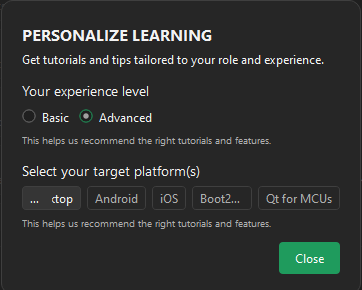 PERSONALIZE LEARNING
Get tutorials and tips tailored to your role and experience.
Your experience level
Basic Advanced
This helps us recommend the right tutorials and features.
Select your target platform(s)
... ktop Android iOS Boot2... Qt for MCUs
This helps us recommend the right tutorials and features.
Close